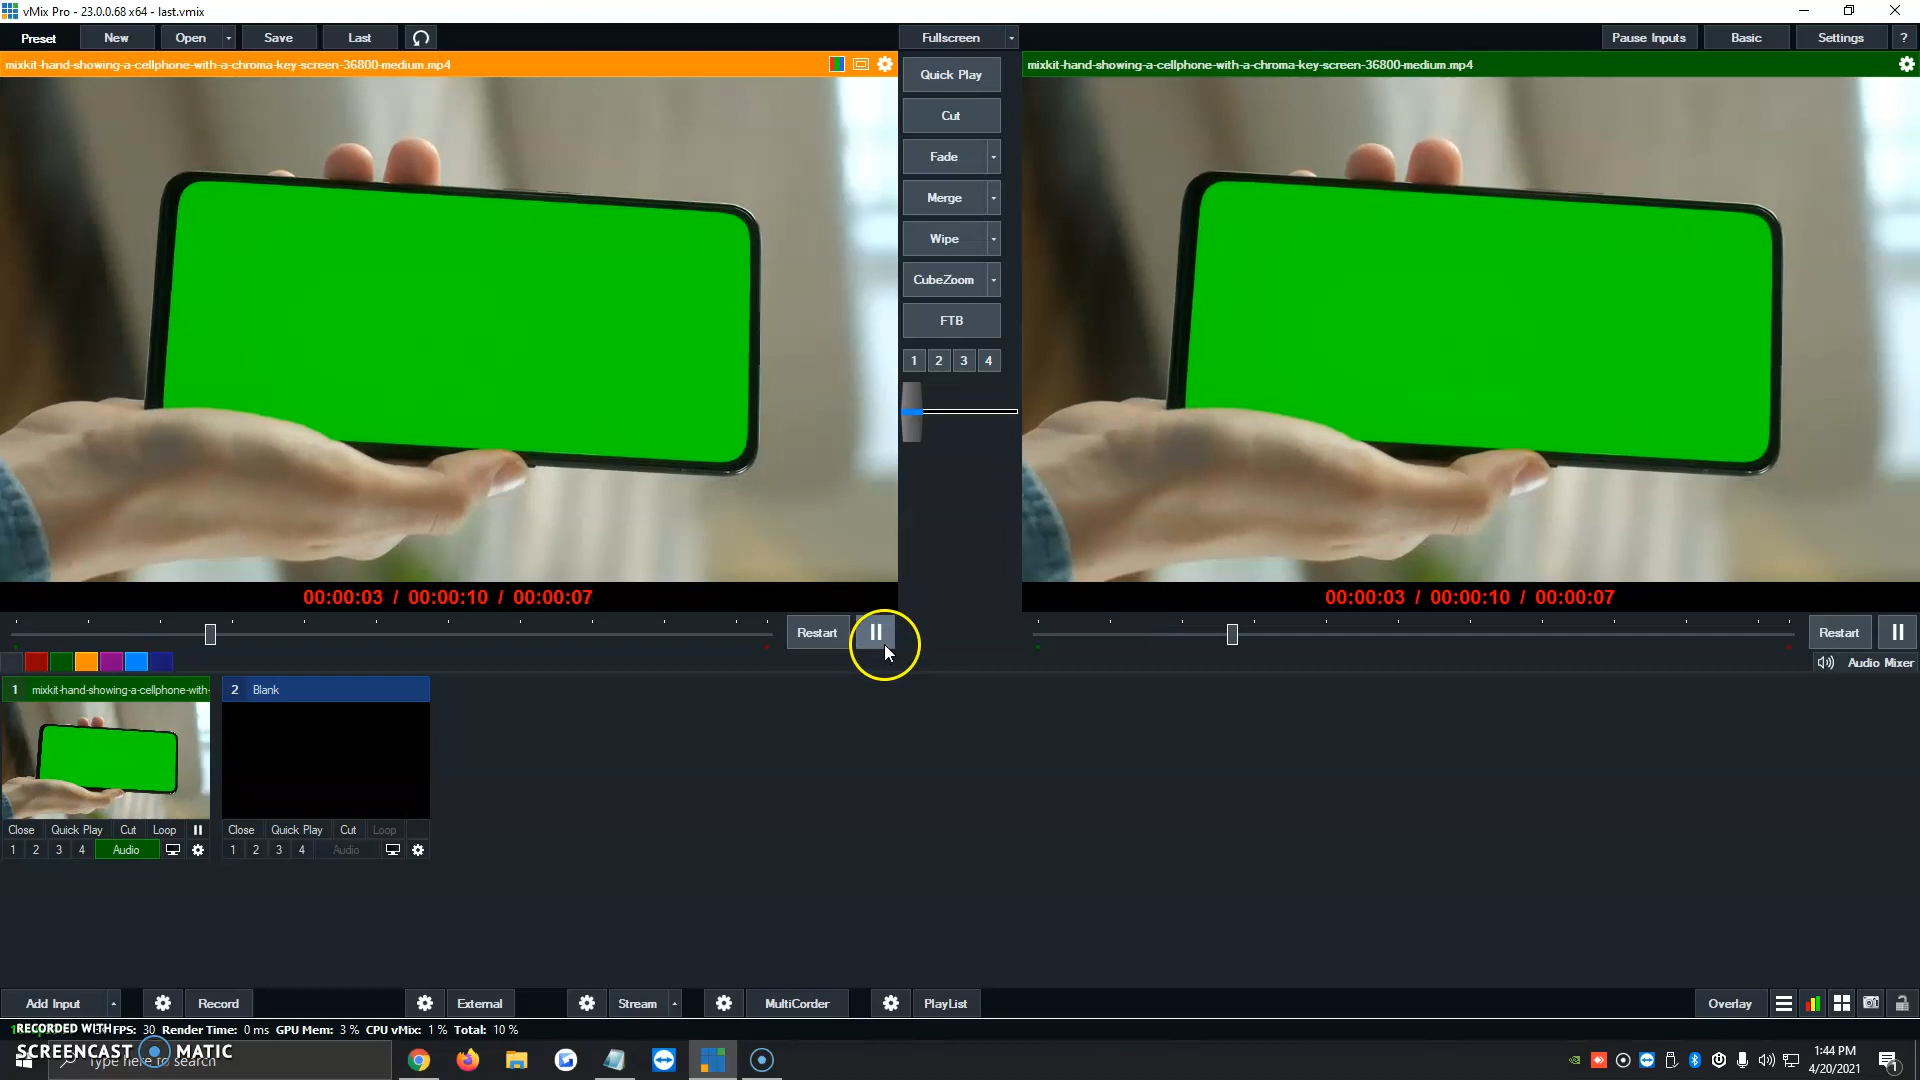 vMix Pro - 23.0.0.68 x64 - last.vmix
Preset New Open Save Last Fullscreen Pause Inputs Basic Settings ?
mixkit-hand-showing-a-cellphone-with-a-chroma-key-screen-36800-medium.mp4
mixkit-hand-showing-a-cellphone-with-a-chroma-key-screen-36800-medium.mp4
Quick Play
Cut
Fade
Merge
Wipe
CubeZoom
FTB
1 2 3 4
00:00:03 / 00:00:10 / 00:00:07
00:00:03 / 00:00:10 / 00:00:07
Restart
Restart
Audio Mixer
1 mixkit-hand-showing-a-cellphone-with-
2 Blank
Close Quick Play Cut Loop
Close Quick Play Cut Loop
1 2 3 4 Audio
1 2 3 4 Audio
Add Input Record External Stream MultiCorder PlayList Overlay
FPS: 30 Render Time: 0 ms GPU Mem: 3 % CPU vMix: 1 % Total: 10 %
RECORDED WITH
SCREENCAST MATIC
Type here to search
1:44 PM
4/20/2021
1